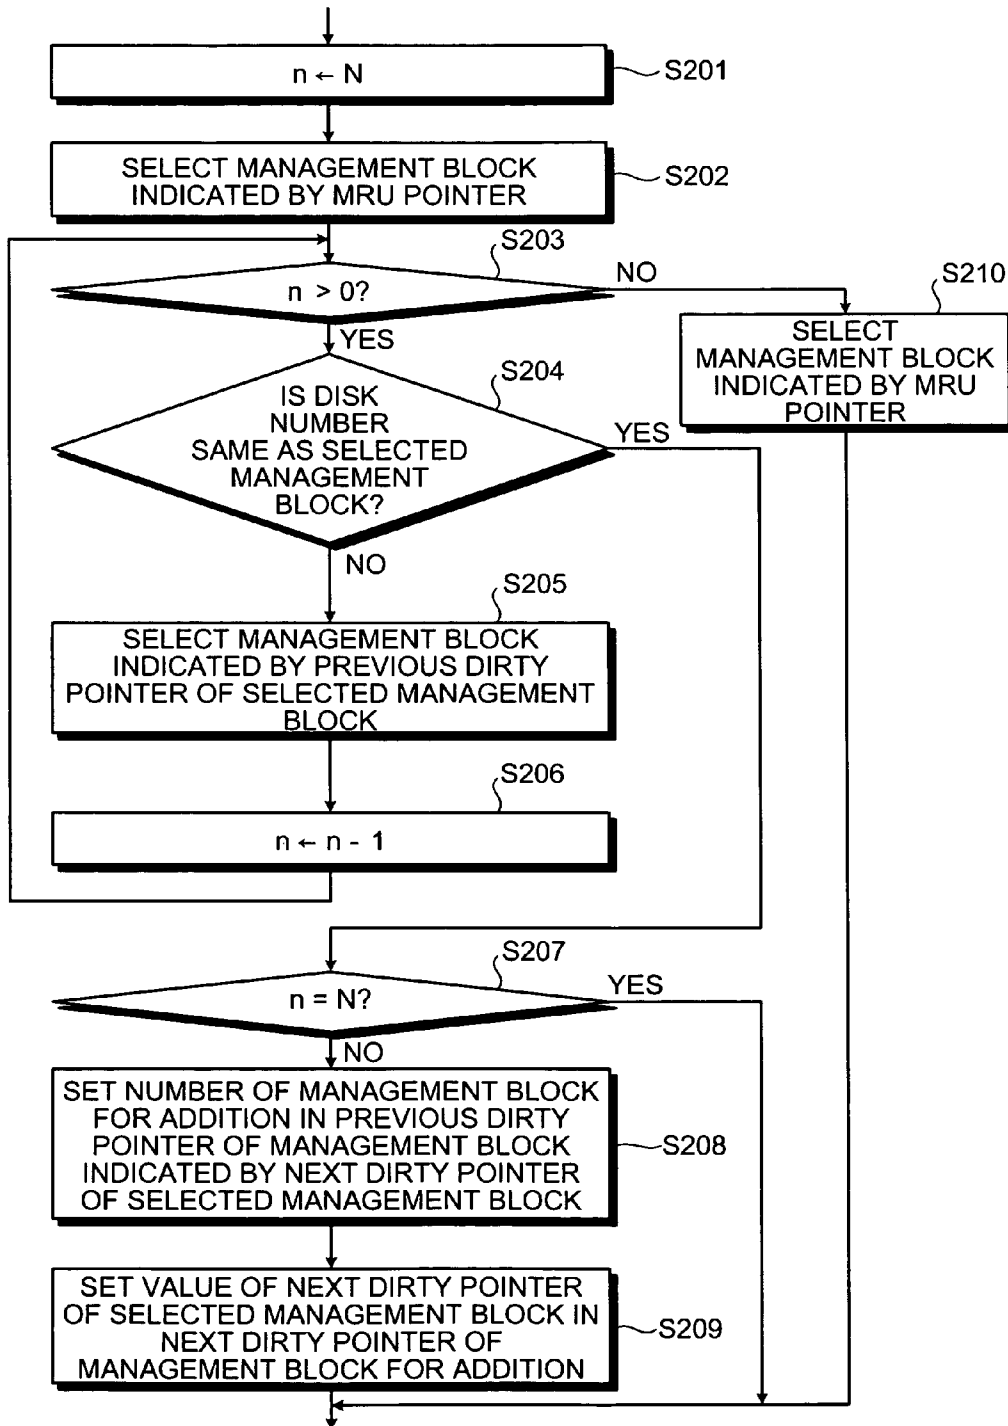 n ← N
S201
SELECT MANAGEMENT BLOCK
INDICATED BY MRU POINTER
S202
S203
n > 0?
NO
YES
S210
SELECT
MANAGEMENT BLOCK
INDICATED BY MRU
POINTER
S204
IS DISK
NUMBER
SAME AS SELECTED
MANAGEMENT
BLOCK?
YES
NO
S205
SELECT MANAGEMENT BLOCK
INDICATED BY PREVIOUS DIRTY
POINTER OF SELECTED MANAGEMENT
BLOCK
S206
n ← n - 1
S207
n = N?
YES
NO
SET NUMBER OF MANAGEMENT BLOCK
FOR ADDITION IN PREVIOUS DIRTY
POINTER OF MANAGEMENT BLOCK
INDICATED BY NEXT DIRTY POINTER
OF SELECTED MANAGEMENT BLOCK
S208
SET VALUE OF NEXT DIRTY POINTER
OF SELECTED MANAGEMENT BLOCK IN
NEXT DIRTY POINTER OF
MANAGEMENT BLOCK FOR ADDITION
S209